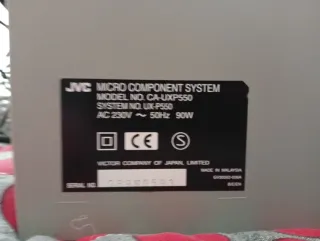 JVC MICRO COMPONENT SYSTEM
MODEL NO. CA-UXP550
SYSTEM NO. UX-P550
AC 230V ~ 50Hz 90W
CE S
VICTOR COMPANY OF JAPAN, LIMITED
MADE IN MALAYSIA
SERIAL NO.